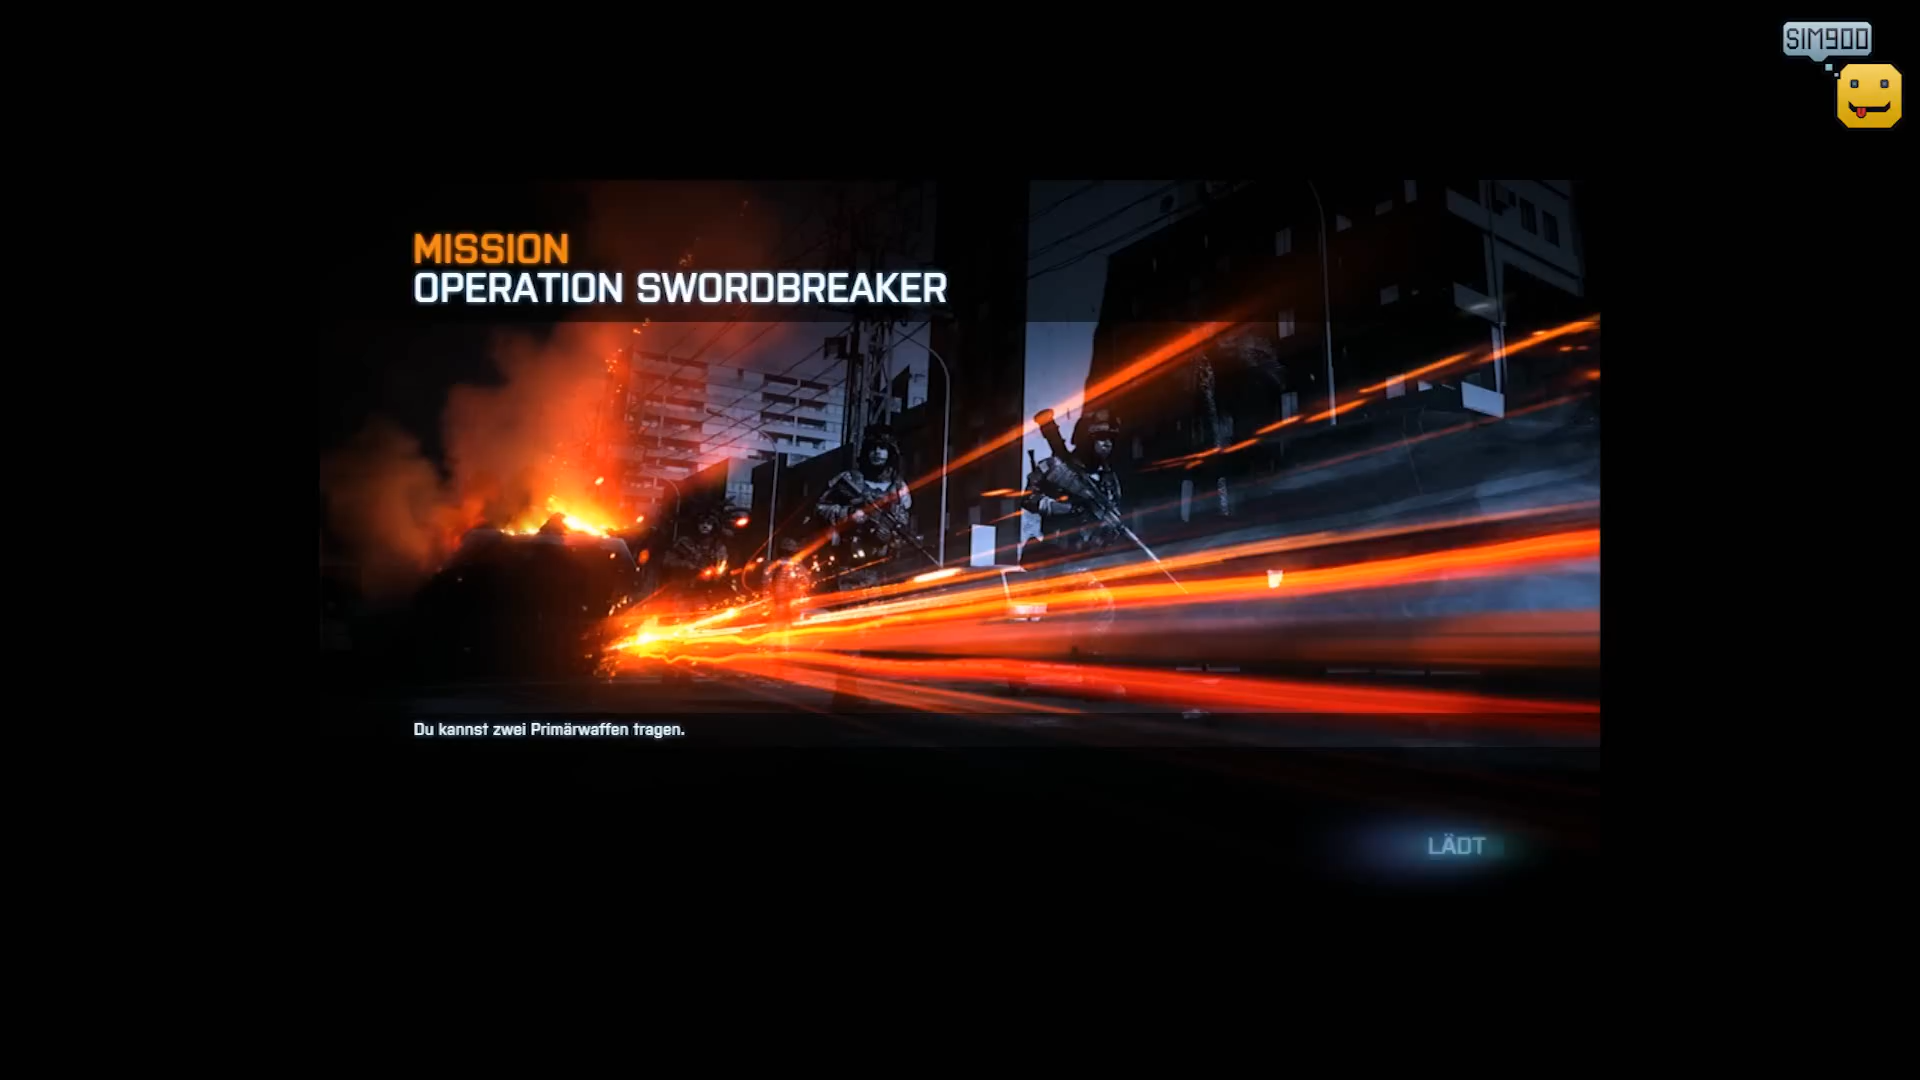 SIM900
MISSION
OPERATION SWORDBREAKER
Du kannst zwei Primärwaffen tragen.
LÄDT